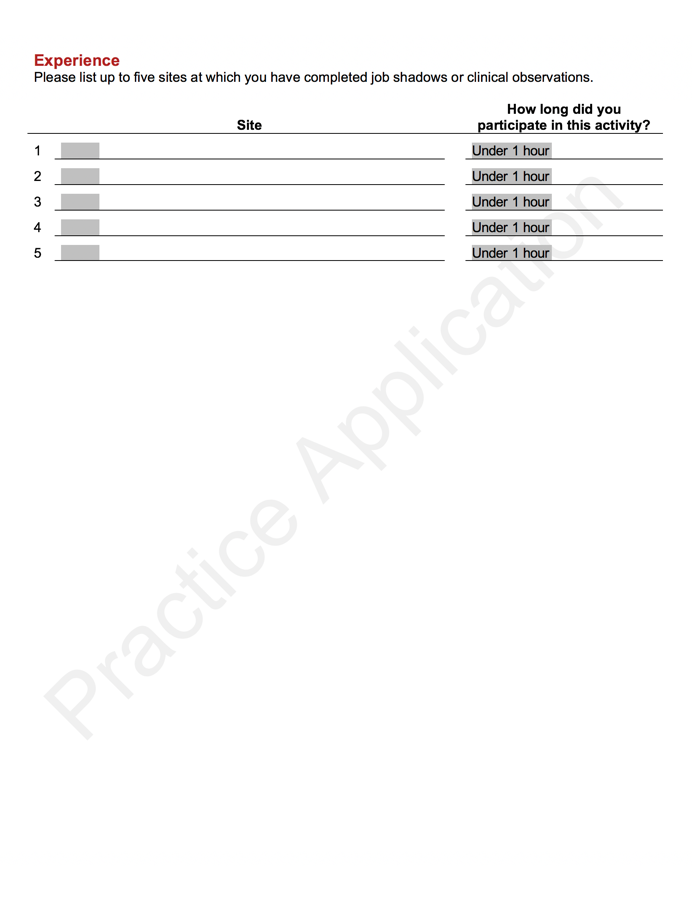 Experience
Please list up to five sites at which you have completed job shadows or clinical observations.
Site
How long did you
participate in this activity?
1 Under 1 hour
2 Under 1 hour
3 Under 1 hour
4 Under 1 hour
5 Under 1 hour
Practice Application